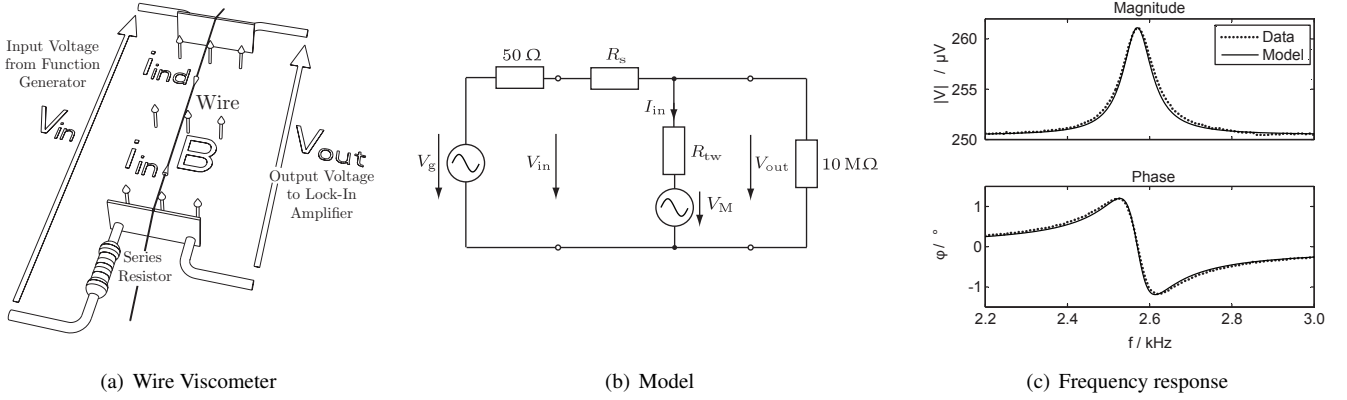 Input Voltage
from Function
Generator
V_in
I_ind
Wire
I_in
B
V_out
Output Voltage
to Lock-In
Amplifier
Series
Resistor
(a) Wire Viscometer
50 Ω
R_s
I_in
R_tw
V_g
V_in
V_M
V_out
10 MΩ
(b) Model
Magnitude
|V| / µV
260
255
250
Data
Model
Phase
φ / °
1
0
-1
2.2 2.4 2.6 2.8 3.0
f / kHz
(c) Frequency response